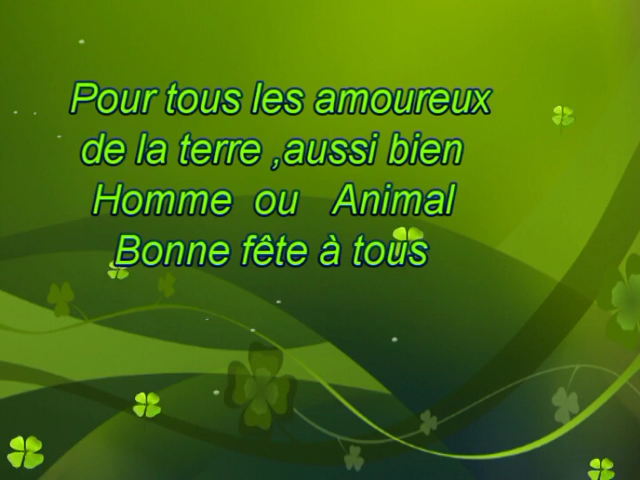 Pour tous les amoureux
de la terre ,aussi bien
Homme ou Animal
Bonne fête à tous